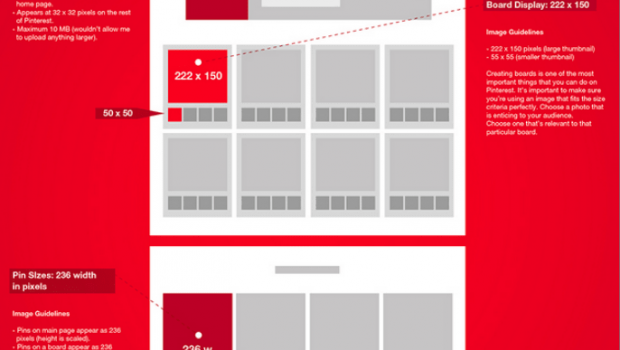 home page.
- Appears at 32 x 32 pixels on the rest
of Pinterest.
- Maximum 10 MB (wouldn't allow me
to upload anything larger).
Board Display: 222 x 150
Image Guidelines
- 222 x 150 pixels (large thumbnail)
- 55 x 55 (smaller thumbnail)
Creating boards is one of the most
important things that you can do on
Pinterest. It's important to make sure
you're using an image that fits the size
criteria perfectly. Choose a photo that
is enticing to your audience.
Choose one that's relevant to that
particular board.
222 x 150
50 x 50
Pin Sizes: 236 width
in pixels
Image Guidelines
- Pins on main page appear as 236
pixels (height is scaled).
- Pins on a board appear as 236
236 w